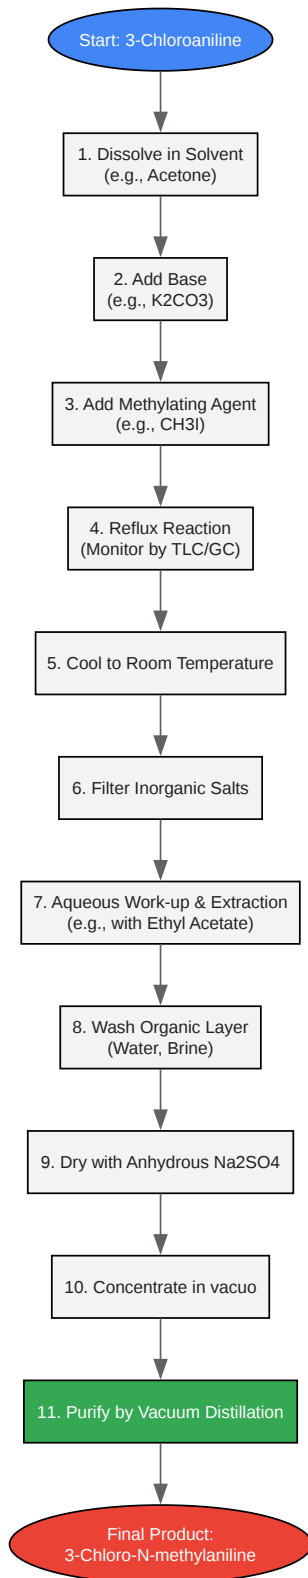 Start: 3-Chloroaniline
1. Dissolve in Solvent
(e.g., Acetone)
2. Add Base
(e.g., K2CO3)
3. Add Methylating Agent
(e.g., CH3I)
4. Reflux Reaction
(Monitor by TLC/GC)
5. Cool to Room Temperature
6. Filter Inorganic Salts
7. Aqueous Work-up & Extraction
(e.g., with Ethyl Acetate)
8. Wash Organic Layer
(Water, Brine)
9. Dry with Anhydrous Na2SO4
10. Concentrate in vacuo
11. Purify by Vacuum Distillation
Final Product:
3-Chloro-N-methylaniline